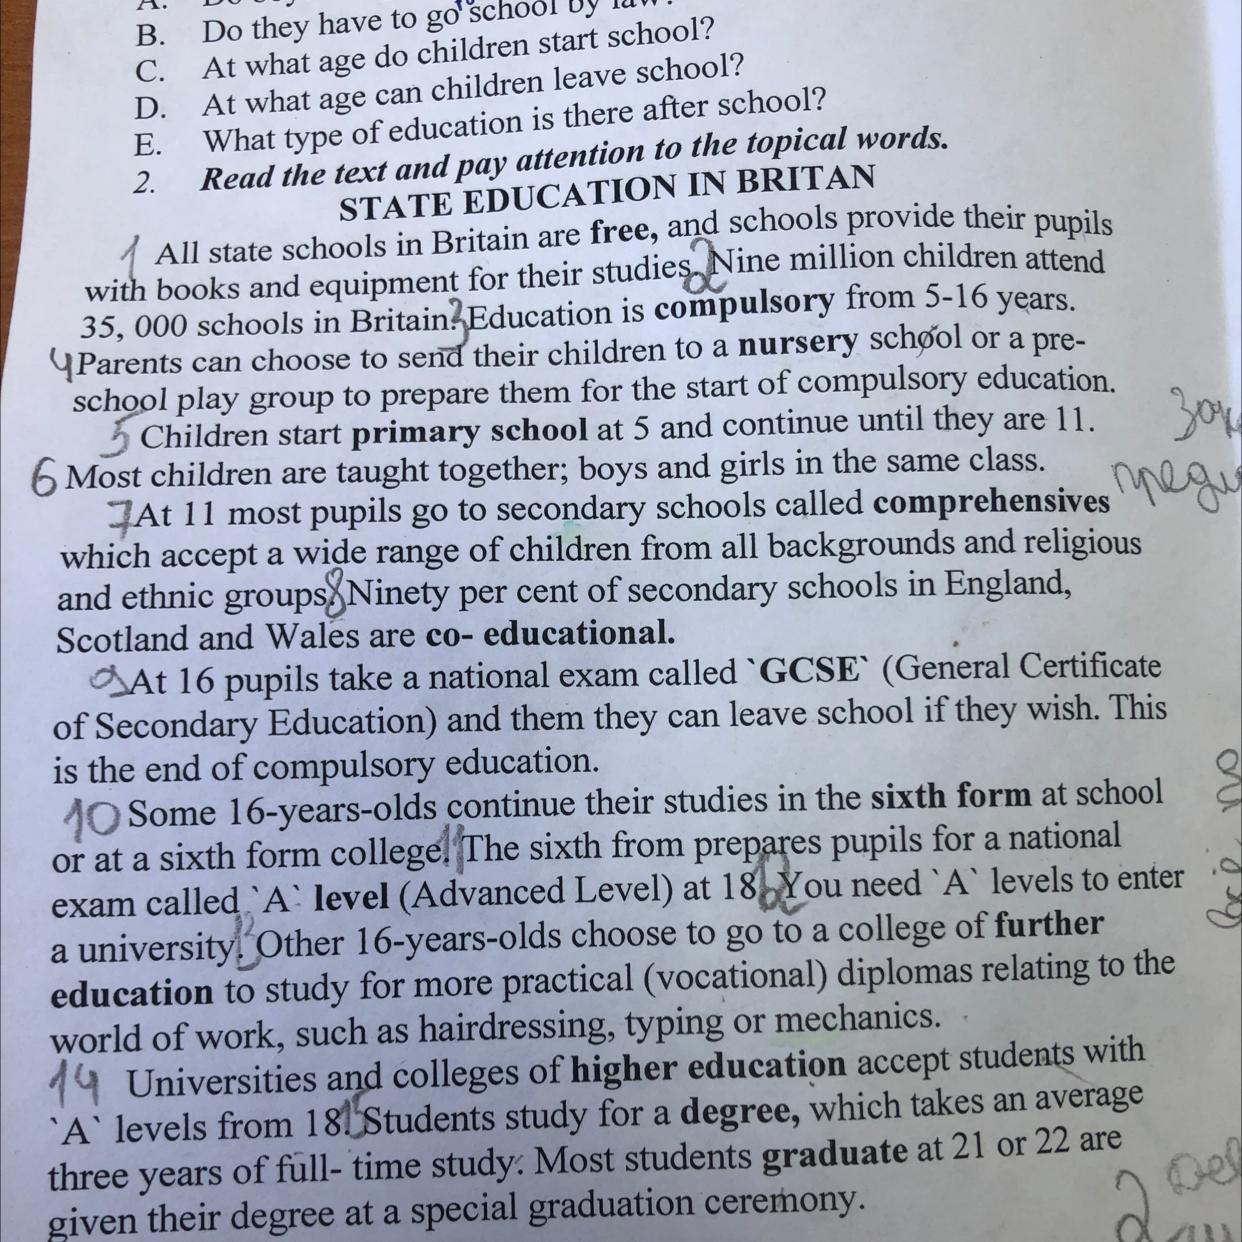 A.
B. Do they have to go to school by law?
C. At what age do children start school?
D. At what age can children leave school?
E. What type of education is there after school?
2. Read the text and pay attention to the topical words.
STATE EDUCATION IN BRITAN
1 All state schools in Britain are free, and schools provide their pupils
with books and equipment for their studies. 2 Nine million children attend
35, 000 schools in Britain. 3 Education is compulsory from 5-16 years.
4 Parents can choose to send their children to a nursery school or a pre-
school play group to prepare them for the start of compulsory education.
5 Children start primary school at 5 and continue until they are 11.
6 Most children are taught together; boys and girls in the same class.
7 At 11 most pupils go to secondary schools called comprehensives
which accept a wide range of children from all backgrounds and religious
and ethnic groups. 8 Ninety per cent of secondary schools in England,
Scotland and Wales are co- educational.
9 At 16 pupils take a national exam called `GCSE` (General Certificate
of Secondary Education) and them they can leave school if they wish. This
is the end of compulsory education.
10 Some 16-years-olds continue their studies in the sixth form at school
or at a sixth form college. 11 The sixth from prepares pupils for a national
exam called `A` level (Advanced Level) at 18. 12 You need `A` levels to enter
a university. Other 16-years-olds choose to go to a college of further
education to study for more practical (vocational) diplomas relating to the
world of work, such as hairdressing, typing or mechanics.
14 Universities and colleges of higher education accept students with
`A` levels from 18. 15 Students study for a degree, which takes an average
three years of full- time study. Most students graduate at 21 or 22 are
given their degree at a special graduation ceremony.
2